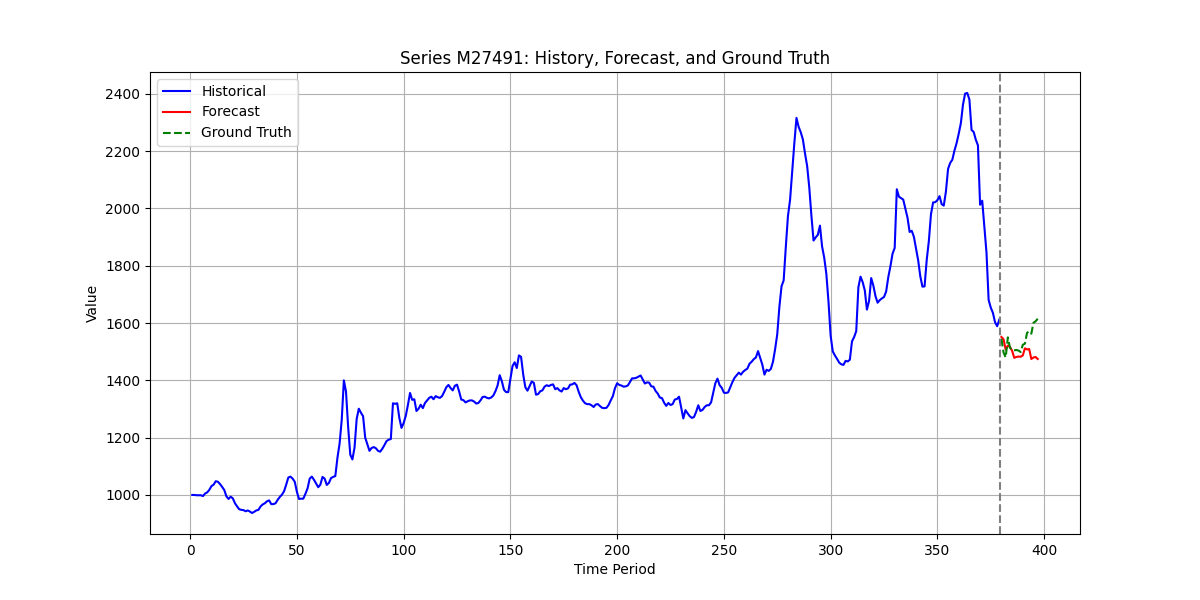 Series M27491: History, Forecast, and Ground Truth
Historical
Forecast
Ground Truth
Value
2400
2200
2000
1800
1600
1400
1200
1000
0 50 100 150 200 250 300 350 400
Time Period